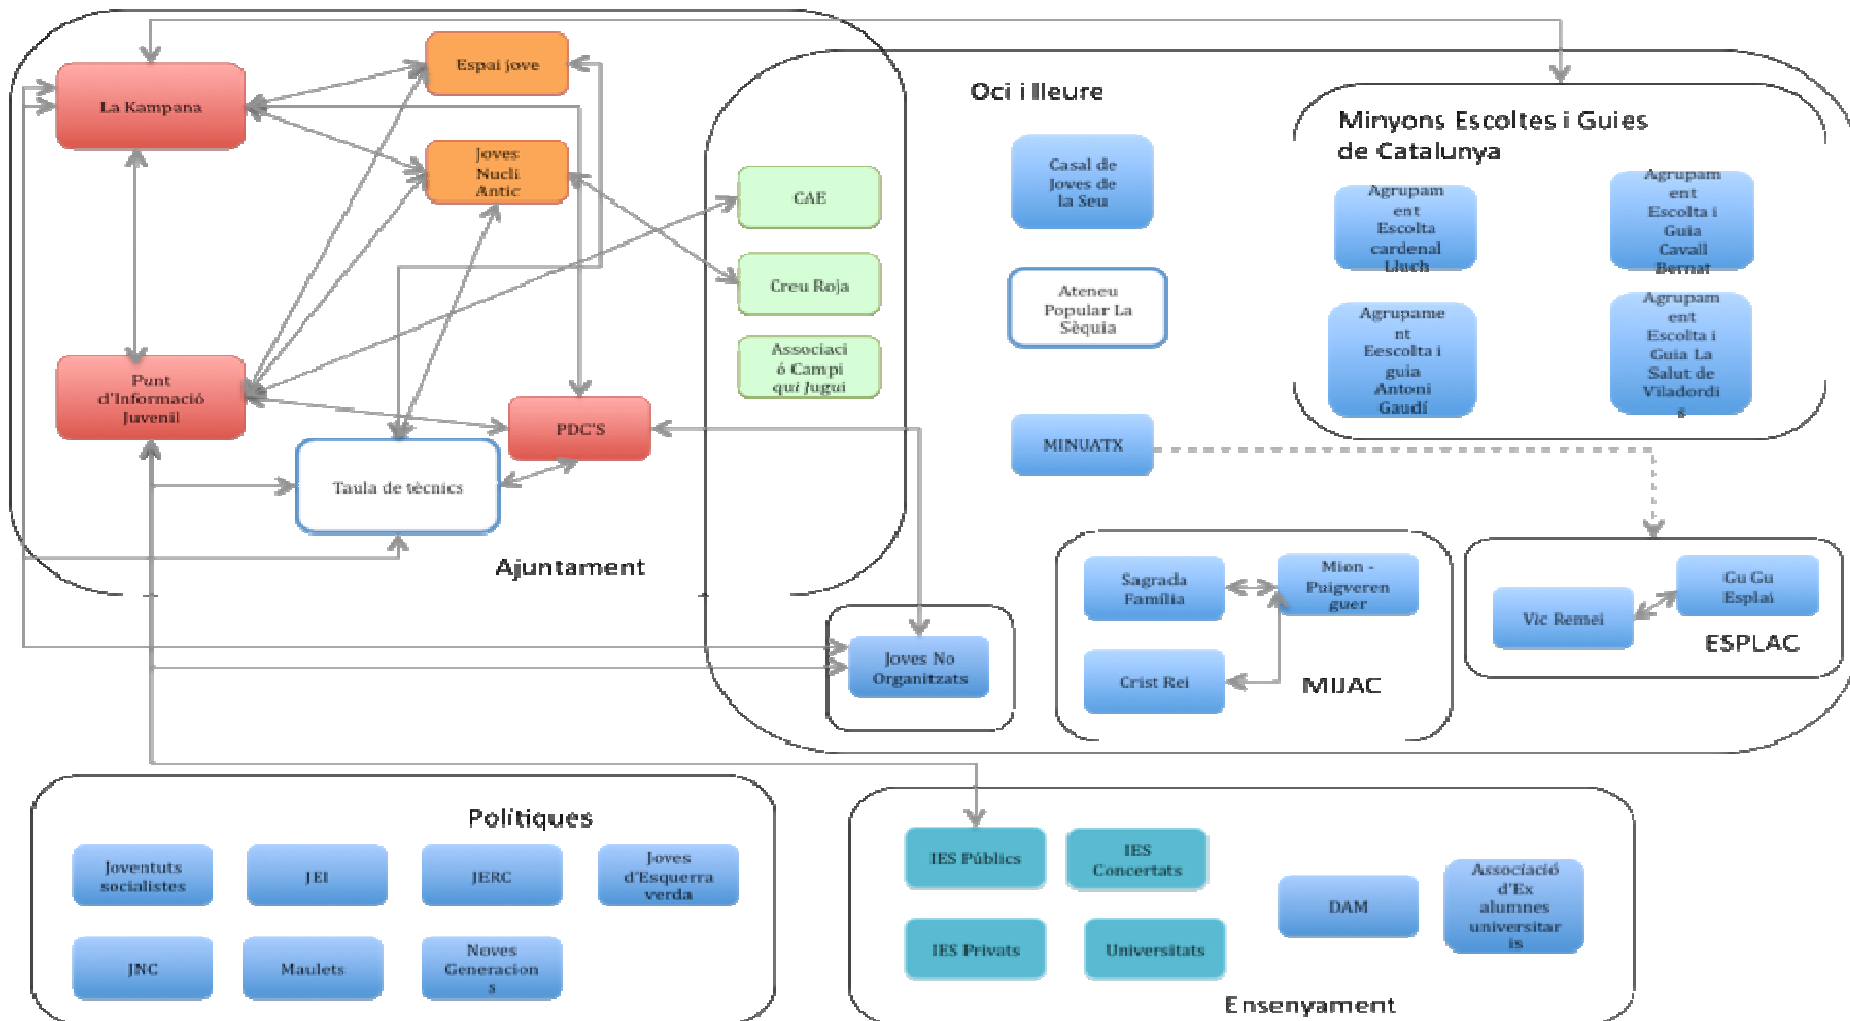 La Kampana
Espai jove
Joves
Nucli
Antic
Punt
d'Informació
Juvenil
PDC'S
Taula de tècnics
Ajuntament
CAE
Creu Roja
Associaci
ó Campi
qui Jugui
Oci i lleure
Casal de
Joves de
la Seu
Ateneu
Popular La
Sèquia
MINUATX
Minyons Escoltes i Guies
de Catalunya
Agrupam
ent
Escolta
cardenal
Lluch
Agrupam
ent
Escolta i
Guia
Cavall
Bernat
Agrupame
nt
Eescolta i
guia
Antoni
Gaudí
Agrupam
ent
Escolta i
Guia La
Salut de
Viladordi
s
Sagrada
Família
Mion -
Puigveren
guer
Crist Rei
MIJAC
Vic Remei
Gu Gu
Esplai
ESPLAC
Joves No
Organitzats
Polítiques
Joventuts
socialistes
JEI
JERC
Joves
d'Esquerra
verda
JNC
Maulets
Noves
Generacion
s
IES Públics
IES
Concertats
IES Privats
Universitats
DAM
Associació
d'Ex
alumnes
universitar
is
Ensenyament